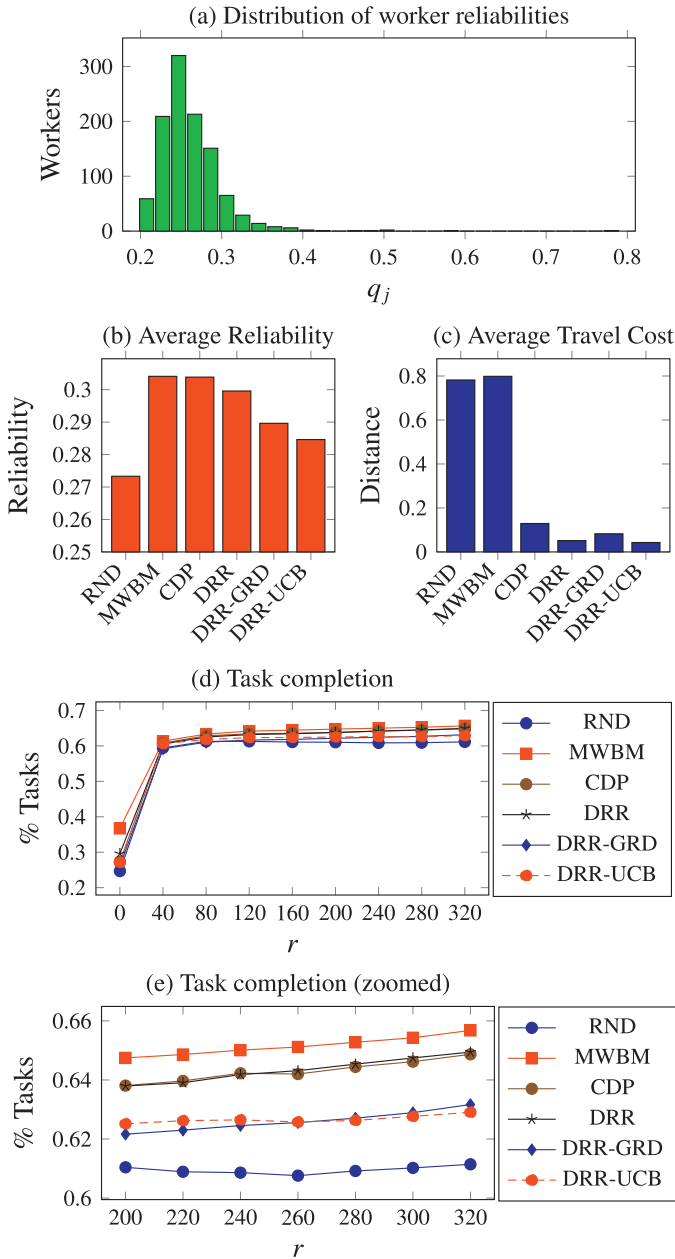 (a) Distribution of worker reliabilities
300
200
100
0
Workers
0.2 0.3 0.4 0.5 0.6 0.7 0.8
q_j
(b) Average Reliability
0.3
0.29
0.28
0.27
0.26
0.25
Reliability
RND MWBM CDP DRR DRR-GRD DRR-UCB
(c) Average Travel Cost
0.8
0.6
0.4
0.2
0
Distance
RND MWBM CDP DRR DRR-GRD DRR-UCB
(d) Task completion
0.7
0.6
0.5
0.4
0.3
0.2
% Tasks
0 40 80 120 160 200 240 280 320
r
RND
MWBM
CDP
DRR
DRR-GRD
DRR-UCB
(e) Task completion (zoomed)
0.66
0.64
0.62
0.6
% Tasks
200 220 240 260 280 300 320
r
RND
MWBM
CDP
DRR
DRR-GRD
DRR-UCB